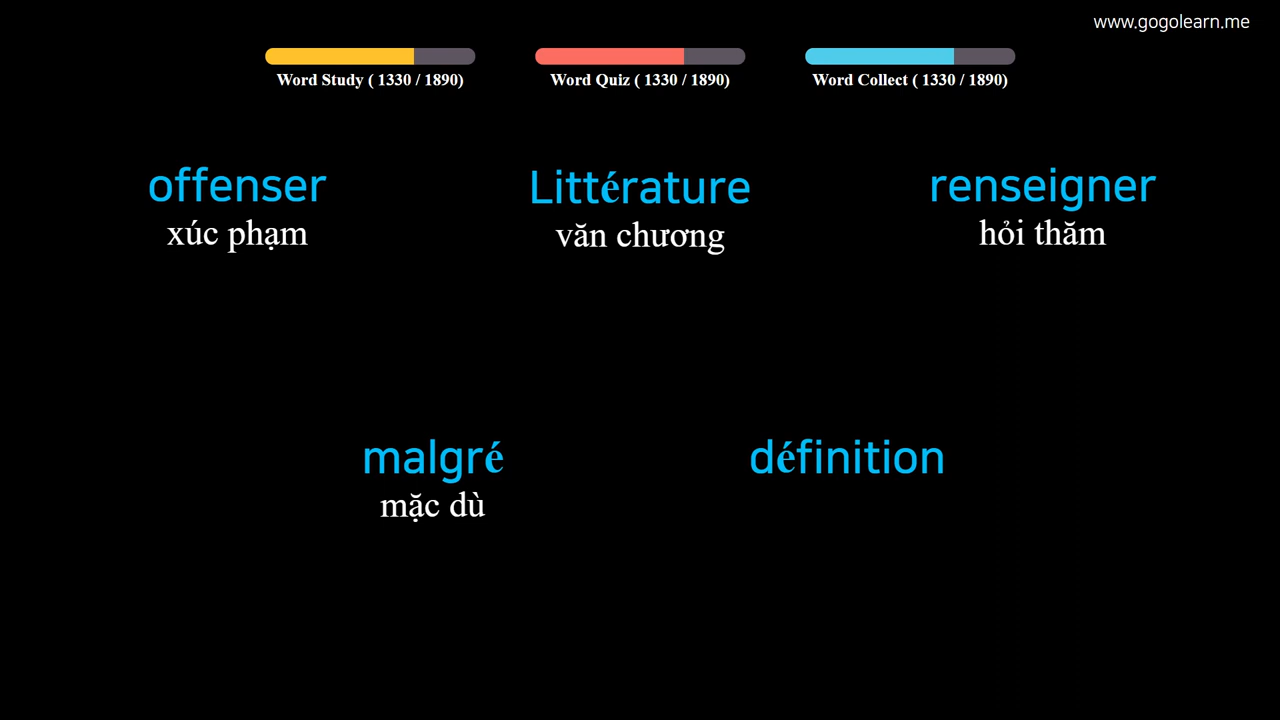 www.gogolearn.me
Word Study ( 1330 / 1890)
Word Quiz ( 1330 / 1890)
Word Collect ( 1330 / 1890)
offenser
xúc phạm
Littérature
văn chương
renseigner
hỏi thăm
malgré
mặc dù
définition